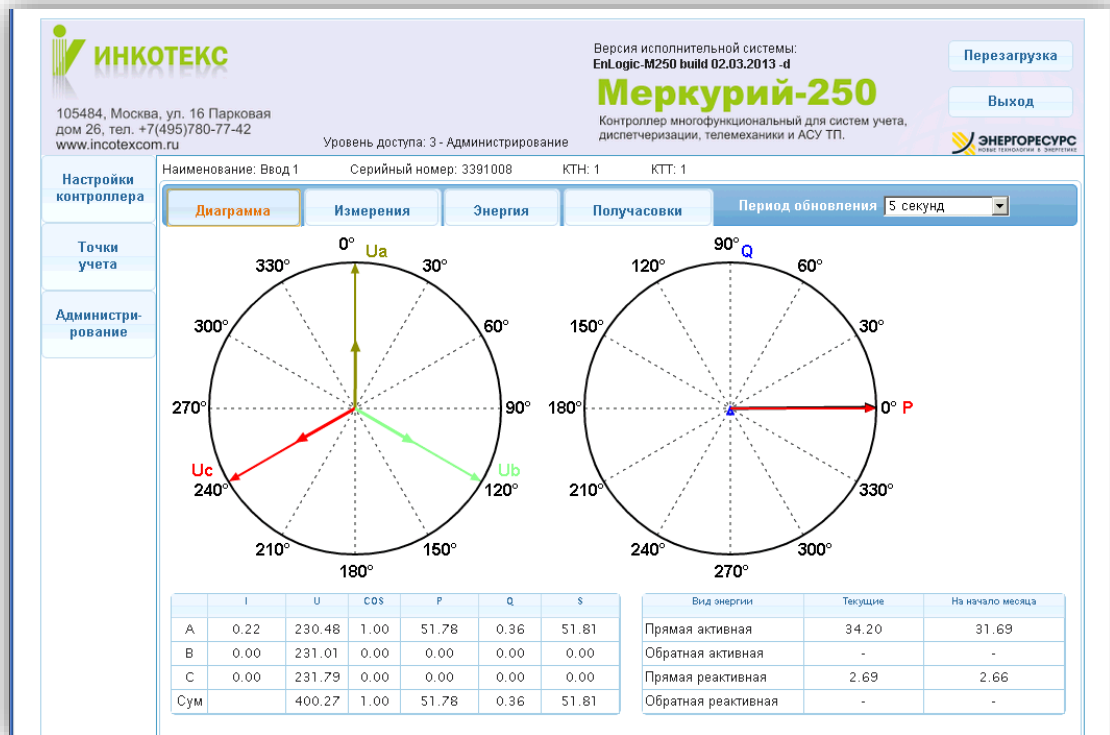 ИНКОТЕКС
105484, Москва, ул. 16 Парковая
дом 26, тел. +7(495)780-77-42
www.incotexcom.ru
Уровень доступа: 3 - Администрирование
Версия исполнительной системы:
EnLogic-M250 build 02.03.2013 -d
Меркурий-250
Контроллер многофункциональный для систем учета,
диспетчеризации, телемеханики и АСУ ТП.
Перезагрузка
Выход
ЭНЕРГОРЕСУРС
НОВЫЕ ТЕХНОЛОГИИ В ЭНЕРГЕТИКЕ
Настройки
контроллера
Точки
учета
Администри-
рование
Наименование: Ввод 1 Серийный номер: 3391008 КТН: 1 КТТ: 1
Диаграмма Измерения Энергия Получасовки Период обновления 5 секунд
0° Ua
330° 30°
300° 60°
270° 90°
Uc Ub
240° 120°
210° 150°
180°
90° Q
120° 60°
150° 30°
180° 0° P
210° 330°
240° 300°
270°
I U COS P Q S
A 0.22 230.48 1.00 51.78 0.36 51.81
B 0.00 231.01 0.00 0.00 0.00 0.00
C 0.00 231.79 0.00 0.00 0.00 0.00
Сум 400.27 1.00 51.78 0.36 51.81
Вид энергии Текущие На начало месяца
Прямая активная 34.20 31.69
Обратная активная - -
Прямая реактивная 2.69 2.66
Обратная реактивная - -